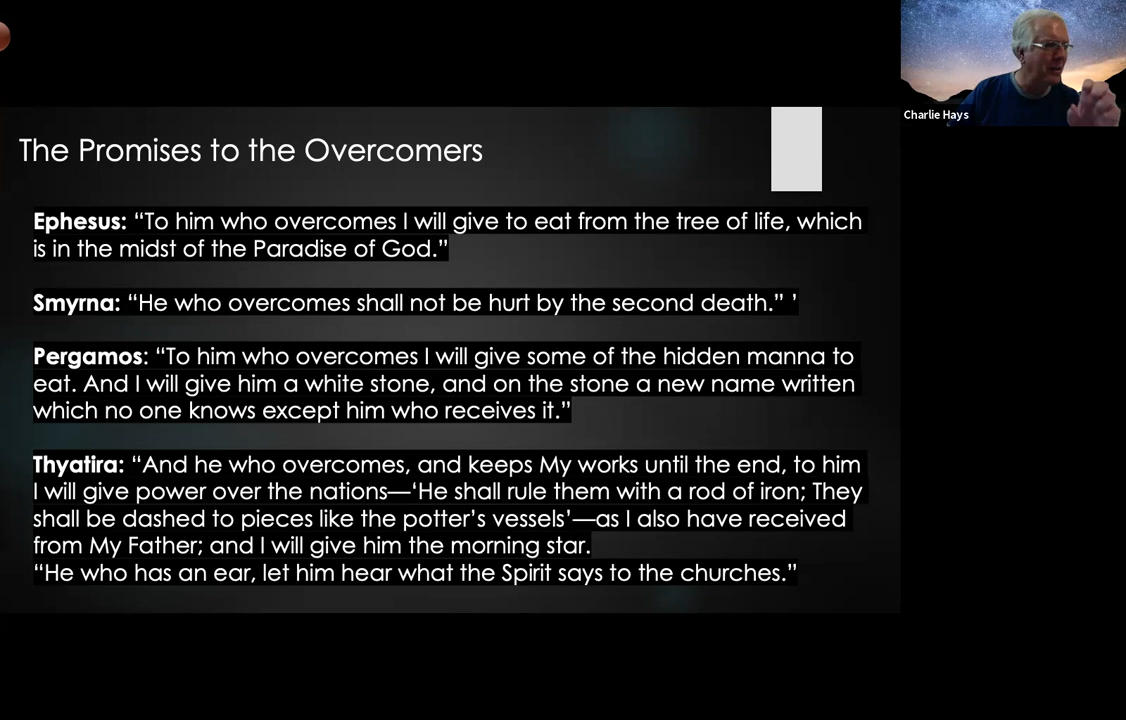 Charlie Hays
The Promises to the Overcomers
Ephesus: “To him who overcomes I will give to eat from the tree of life, which
is in the midst of the Paradise of God.”
Smyrna: “He who overcomes shall not be hurt by the second death.” ’
Pergamos: “To him who overcomes I will give some of the hidden manna to
eat. And I will give him a white stone, and on the stone a new name written
which no one knows except him who receives it.”
Thyatira: “And he who overcomes, and keeps My works until the end, to him
I will give power over the nations—‘He shall rule them with a rod of iron; They
shall be dashed to pieces like the potter’s vessels’—as I also have received
from My Father; and I will give him the morning star.
“He who has an ear, let him hear what the Spirit says to the churches.”